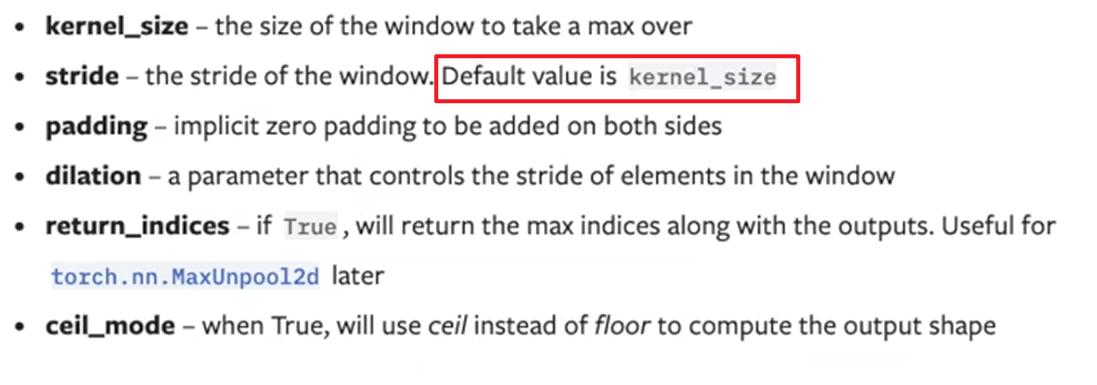 • kernel_size – the size of the window to take a max over
• stride – the stride of the window. Default value is kernel_size
• padding – implicit zero padding to be added on both sides
• dilation – a parameter that controls the stride of elements in the window
• return_indices – if True, will return the max indices along with the outputs. Useful for
torch.nn.MaxUnpool2d later
• ceil_mode – when True, will use ceil instead of floor to compute the output shape